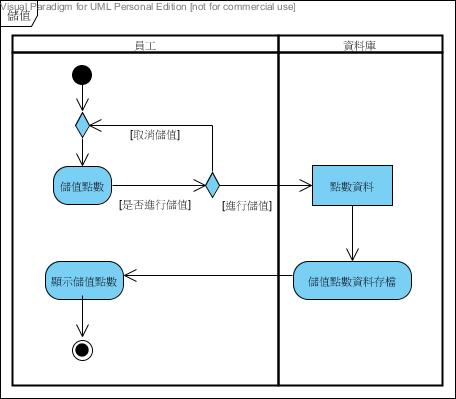 Visual Paradigm for UML Personal Edition [not for commercial use]
儲值
員工
資料庫
[取消儲值]
儲值點數
點數資料
[是否進行儲值]
[進行儲值]
顯示儲值點數
儲值點數資料存檔